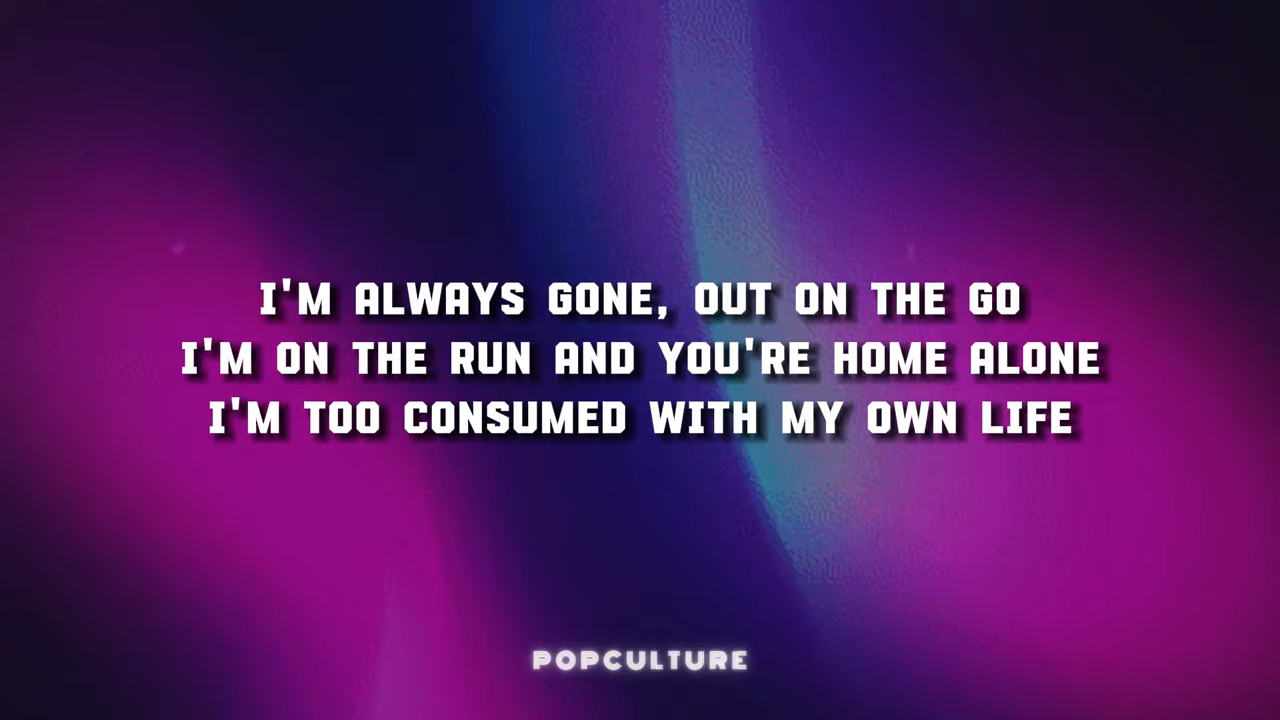 I'M ALWAYS GONE, OUT ON THE GO
I'M ON THE RUN AND YOU'RE HOME ALONE
I'M TOO CONSUMED WITH MY OWN LIFE
POPCULTURE